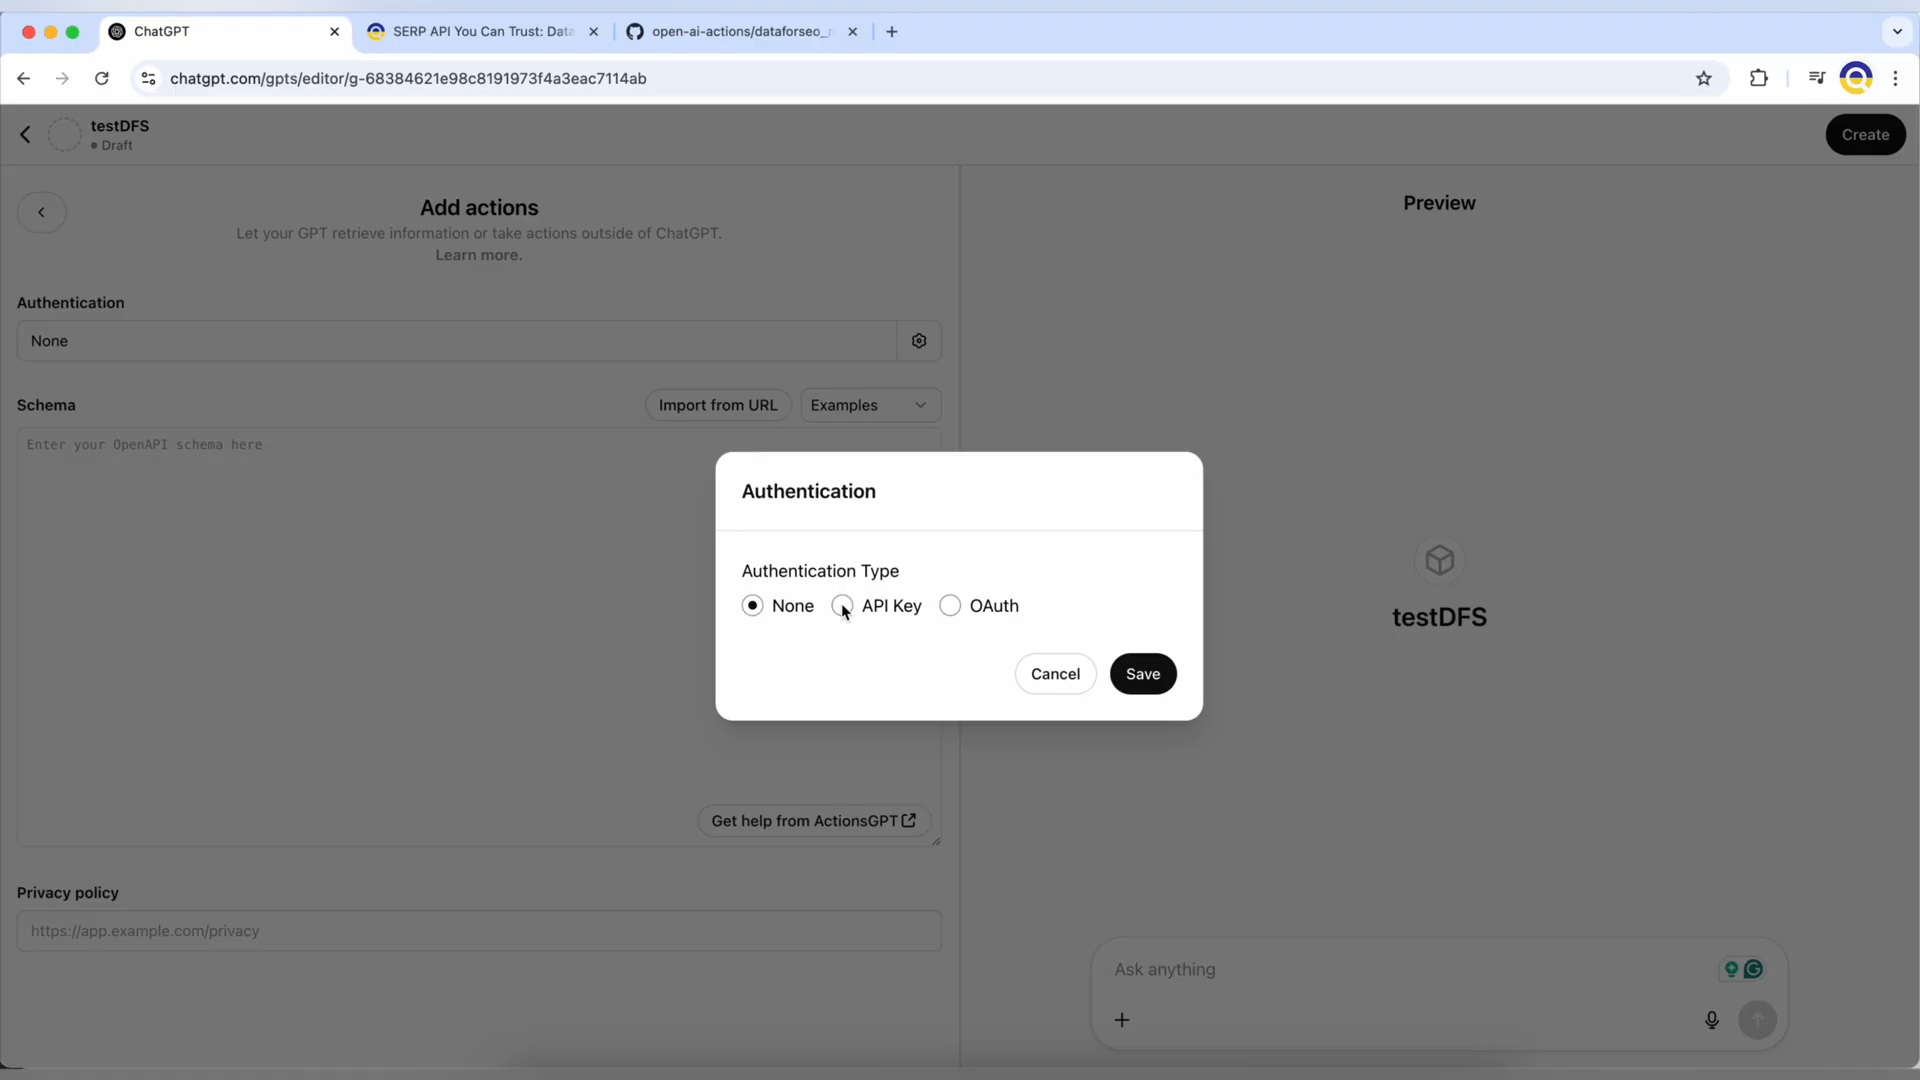 ChatGPT
SERP API You Can Trust: Data
open-ai-actions/dataforseo_
chatgpt.com/gpts/editor/g-68384621e98c8191973f4a3eac7114ab
testDFS
Draft
Create
Add actions
Let your GPT retrieve information or take actions outside of ChatGPT.
Learn more.
Preview
Authentication
None
Schema
Import from URL
Examples
Enter your OpenAPI schema here
Authentication
Authentication Type
None
API Key
OAuth
Cancel
Save
testDFS
Get help from ActionsGPT
Privacy policy
https://app.example.com/privacy
Ask anything